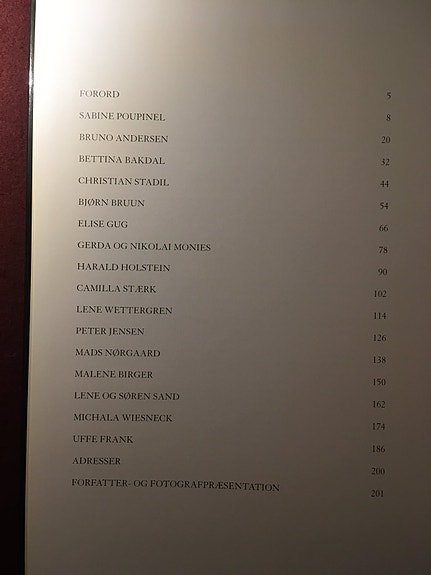 FORORD 5
SABINE POUPINEL 8
BRUNO ANDERSEN 20
BETTINA BAKDAL 32
CHRISTIAN STADIL 44
BJØRN BRUUN 54
ELISE GUG 66
GERDA OG NIKOLAI MONIES 78
HARALD HOLSTEIN 90
CAMILLA STÆRK 102
LENE WETTERGREN 114
PETER JENSEN 126
MADS NØRGAARD 138
MALENE BIRGER 150
LENE OG SØREN SAND 162
MICHALA WIESNECK 174
UFFE FRANK 186
ADRESSER 200
FORFATTER- OG FOTOGRAFPRÆSENTATION 201